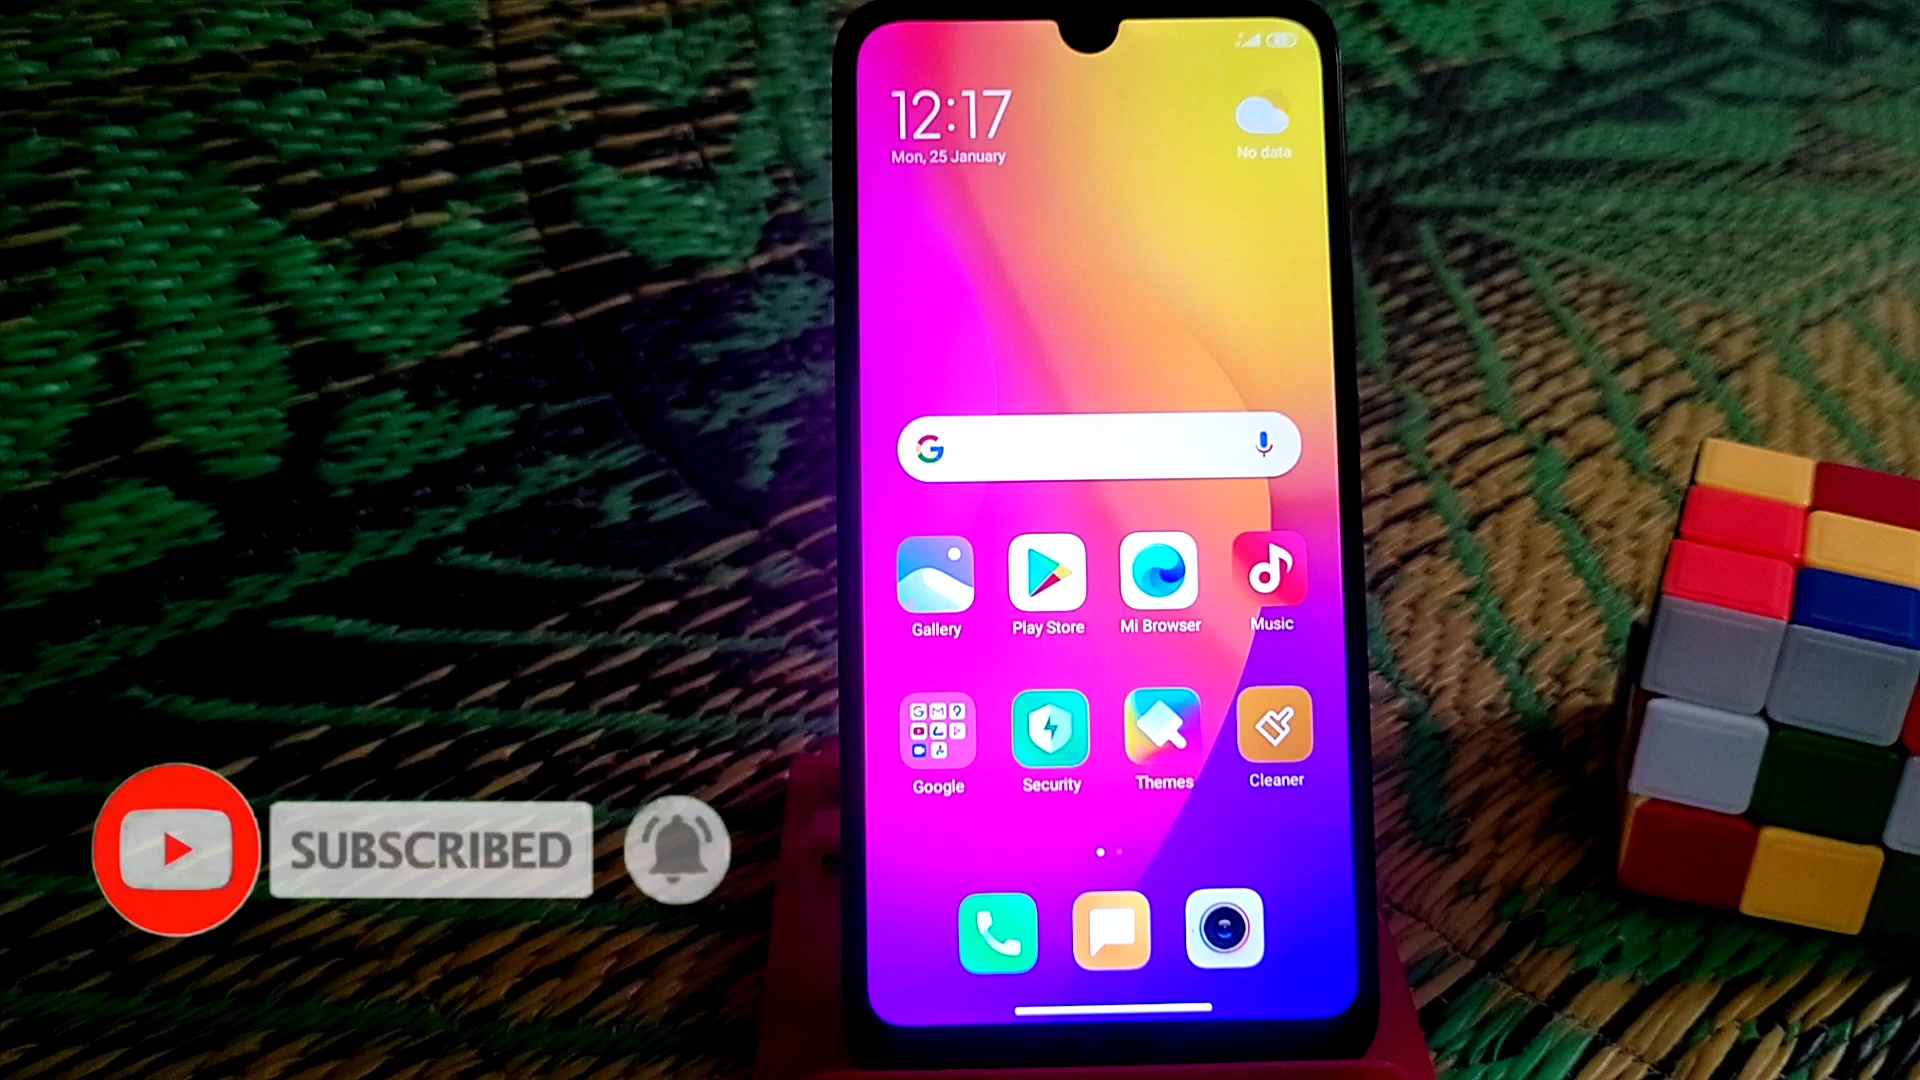 12:17
Mon, 25 January
No data
Gallery
Play Store
Mi Browser
Music
Google
Security
Themes
Cleaner
SUBSCRIBED